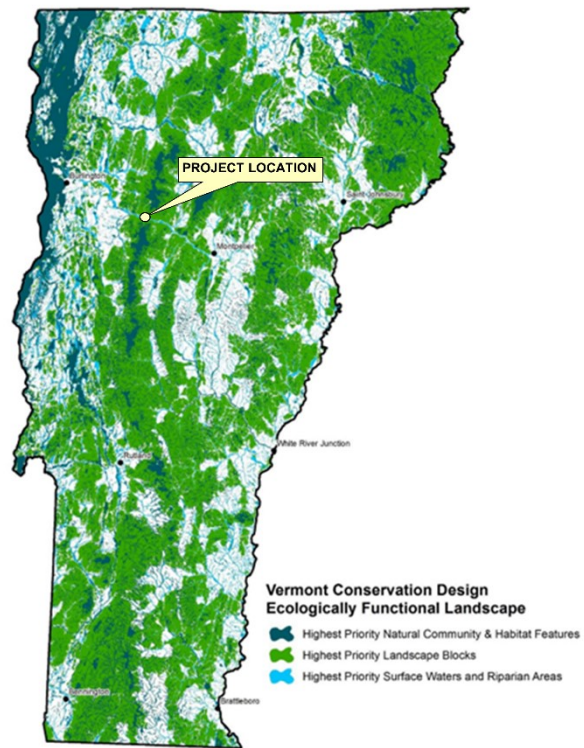 PROJECT LOCATION
Burlington
Saint Johnsbury
Montpelier
White River Junction
Rutland
Vermont Conservation Design
Ecologically Functional Landscape
Highest Priority Natural Community & Habitat Features
Highest Priority Landscape Blocks
Highest Priority Surface Waters and Riparian Areas
Bennington
Brattleboro